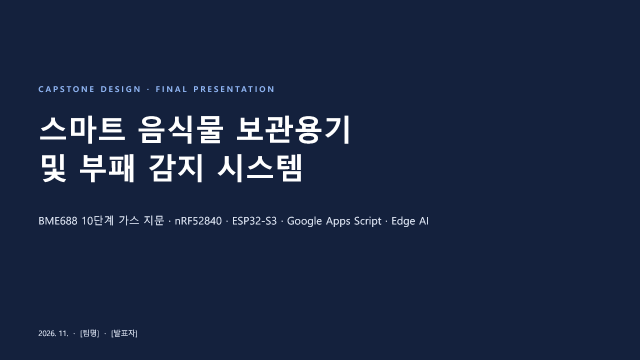 CAPSTONE DESIGN · FINAL PRESENTATION
스마트 음식물 보관용기
및 부패 감지 시스템
BME688 10단계 가스 지문 · nRF52840 · ESP32-S3 · Google Apps Script · Edge AI
2026. 11. · [팀명] · [발표자]